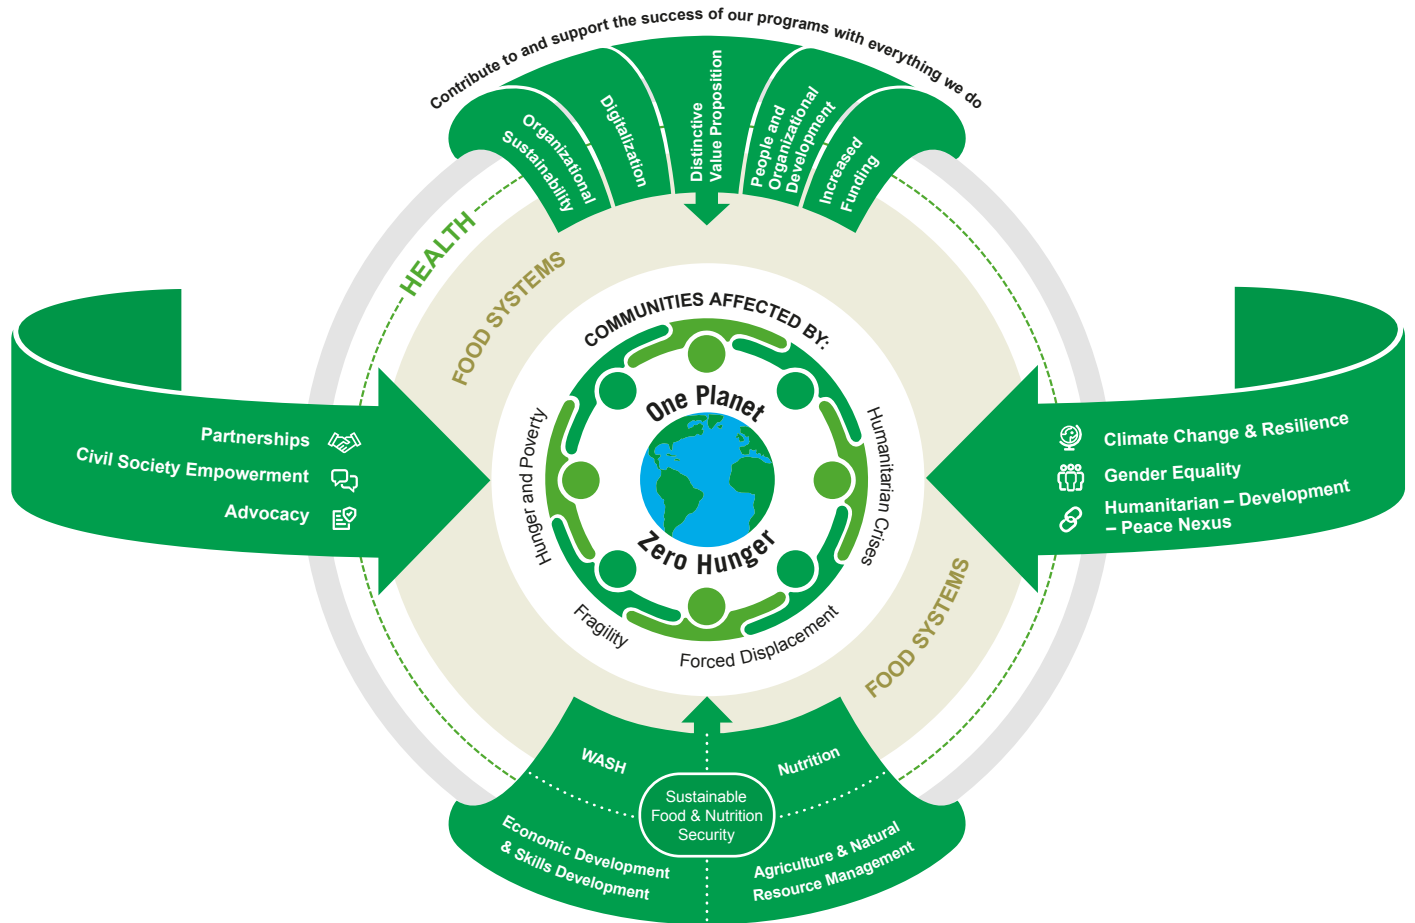 Contribute to and support the success of our programs with everything we do
Organizational
Sustainability
Digitalization
Distinctive
Value Proposition
People and
Organizational
Development
Increased
Funding
HEALTH
FOOD SYSTEMS
COMMUNITIES AFFECTED BY:
Hunger and Poverty
Humanitarian Crises
Fragility
Forced Displacement
One Planet
Zero Hunger
Partnerships
Civil Society Empowerment
Advocacy
Climate Change & Resilience
Gender Equality
Humanitarian – Development
– Peace Nexus
FOOD SYSTEMS
WASH
Nutrition
Sustainable
Food & Nutrition
Security
Economic Development
& Skills Development
Agriculture & Natural
Resource Management